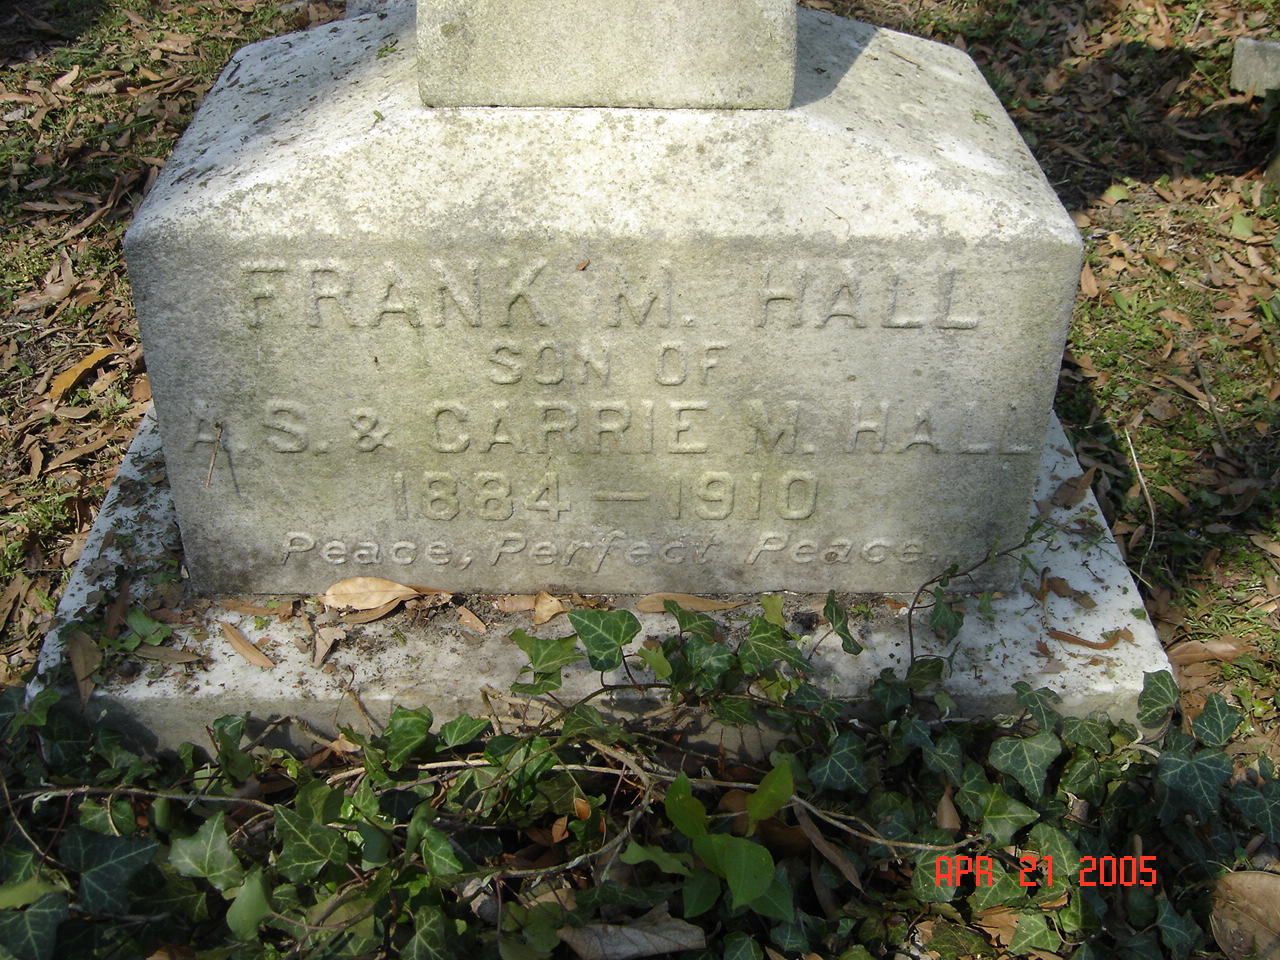 FRANK M. HALL
SON OF
A. S. & CARRIE M. HALL
1884 — 1910
Peace, Perfect Peace.
APR 21 2005